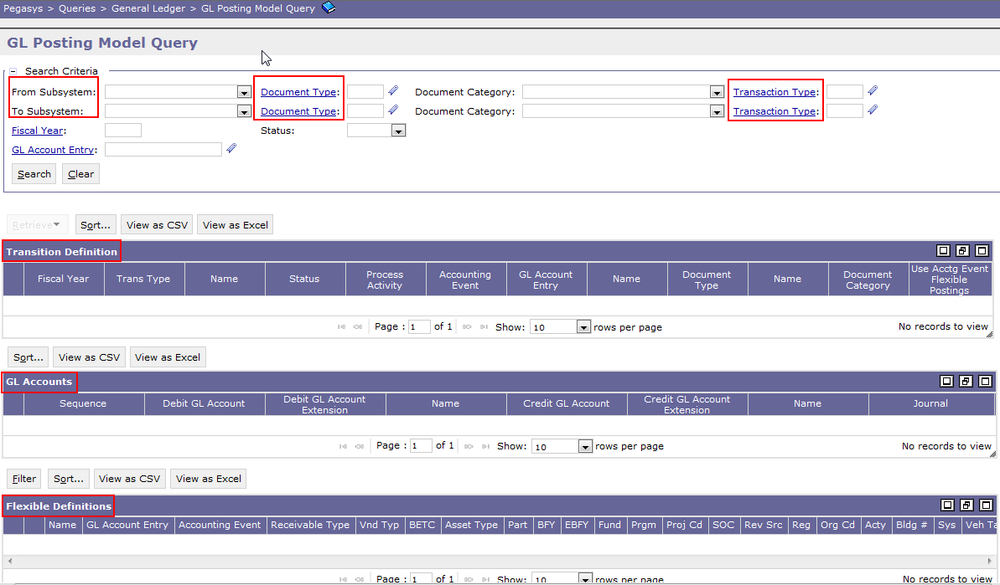 Pegasys > Queries > General Ledger > GL Posting Model Query
GL Posting Model Query
Search Criteria
From Subsystem: Document Type: Document Category: Transaction Type:
To Subsystem: Document Type: Document Category: Transaction Type:
Fiscal Year: Status:
GL Account Entry:
Search Clear
Retrieve Sort... View as CSV View as Excel
Transition Definition
Fiscal Year Trans Type Name Status Process Activity Accounting Event GL Account Entry Name Document Type Name Document Category Use Acctg Event Flexible Postings
Page : 1 of 1 Show: 10 rows per page No records to view
Sort... View as CSV View as Excel
GL Accounts
Sequence Debit GL Account Debit GL Account Extension Name Credit GL Account Credit GL Account Extension Name Journal
Page : 1 of 1 Show: 10 rows per page No records to view
Filter Sort... View as CSV View as Excel
Flexible Definitions
Name GL Account Entry Accounting Event Receivable Type Vnd Typ BETC Asset Type Part BFY EBFY Fund Prgm Proj Cd SOC Rev Src Reg Org Cd Acty Bldg # Sys Veh Ta
Page : 1 of 1 Show: 10 rows per page No records to view